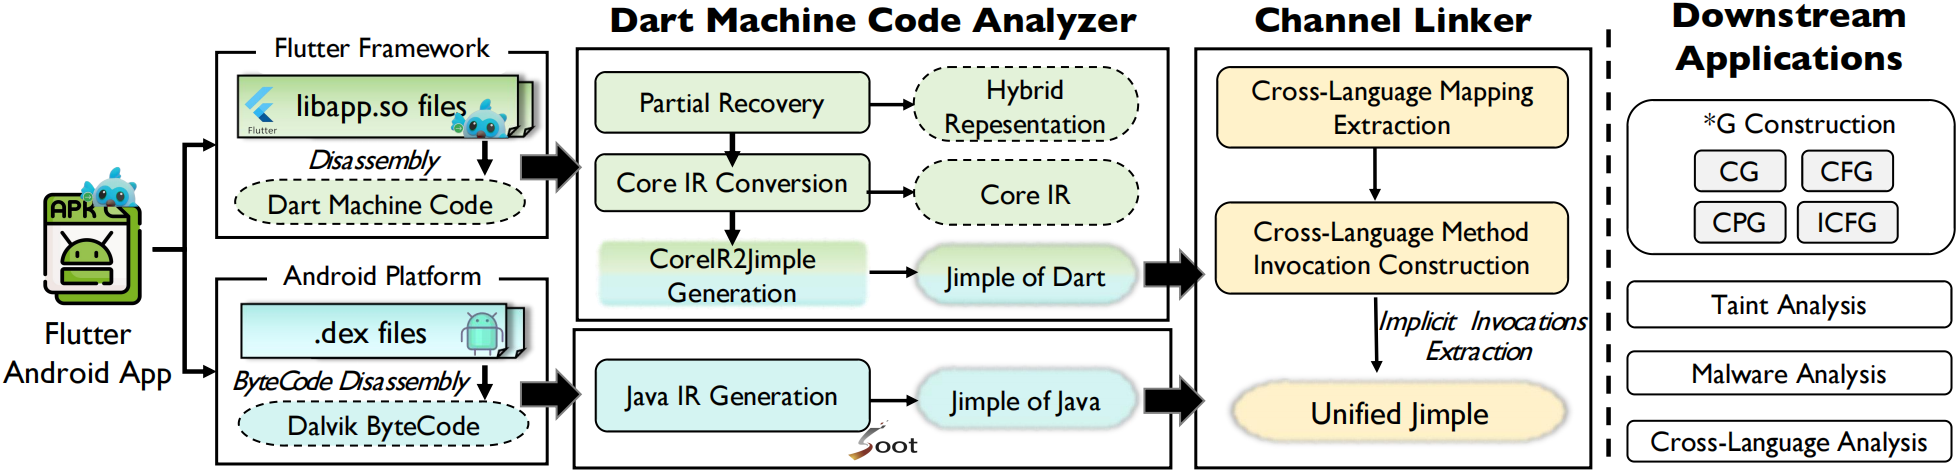 Flutter
Android App
APK
Flutter Framework
libapp.so files
Flutter
Disassembly
Dart Machine Code
Android Platform
.dex files
ByteCode Disassembly
Dalvik ByteCode
Dart Machine Code Analyzer
Partial Recovery
Hybrid
Repesentation
Core IR Conversion
Core IR
CoreIR2Jimple
Generation
Jimple of Dart
Java IR Generation
Soot
Jimple of Java
Channel Linker
Cross-Language Mapping
Extraction
Cross-Language Method
Invocation Construction
Implicit Invocations
Extraction
Unified Jimple
Downstream
Applications
*G Construction
CG
CFG
CPG
ICFG
Taint Analysis
Malware Analysis
Cross-Language Analysis